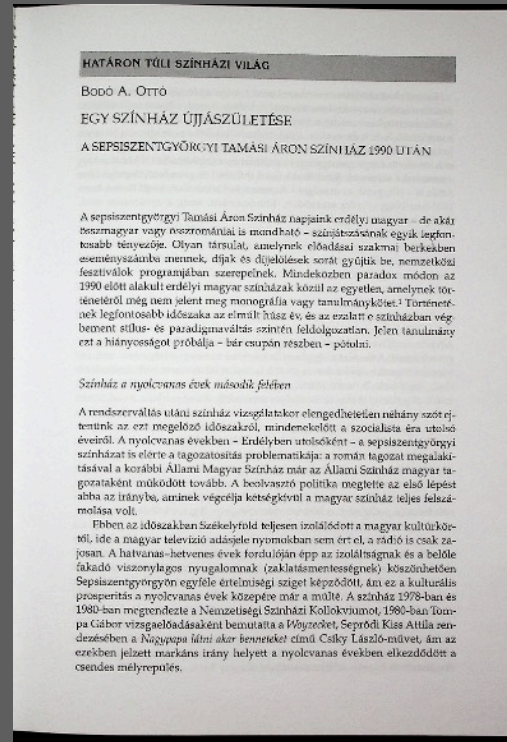 HATÁRON TÚLI SZÍNHÁZI VILÁG
BODÓ A. OTTÓ
EGY SZÍNHÁZ ÚJJÁSZÜLETÉSE
A SEPSISZENTGYÖRGYI TAMÁSI ÁRON SZÍNHÁZ 1990 UTÁN
A sepsiszentgyörgyi Tamási Áron Színház napjaink erdélyi magyar – de akár
összmagyar vagy összromániai is mondható – színjátszásának egyik legfon-
tosabb tényezője. Olyan társulat, amelynek előadásai szakmai berkekben
eseményszámba mennek, díjak és díjjelölések sorát gyűjtik be, nemzetközi
fesztiválok programjában szerepelnek. Mindeközben paradox módon az
1990 előtt alakult erdélyi magyar színházak közül az egyetlen, amelynek tör-
ténetéről még nem jelent meg monográfia vagy tanulmánykötet.¹ Történeté-
nek legfontosabb időszaka az elmúlt húsz év, és az ezalatt e színházban vég-
bement stílus- és paradigmaváltás szintén feldolgozatlan. Jelen tanulmány
ezt a hiányosságot próbálja – bár csupán részben – pótolni.
Színház a nyolcvanas évek második felében
A rendszerváltás utáni színház vizsgálatakor elengedhetetlen néhány szót ej-
tenünk az ezt megelőző időszakról, mindenekelőtt a szocialista éra utolsó
éveiről. A nyolcvanas években – Erdélyben utolsóként – a sepsiszentgyörgyi
színházat is elérte a tagozatosítás problematikája: a román tagozat megalakí-
tásával a korábbi Állami Magyar Színház már az Állami Színház magyar ta-
gozataként működött tovább. A beolvasztó politika megtette az első lépést
abba az irányba, aminek végcélja kétségkívül a magyar színház teljes felszá-
molása volt.
Ebben az időszakban Székelyföld teljesen izolálódott a magyar kultúrkör-
től, ide a magyar televízió adásjele nyomokban sem ért el, a rádió is csak za-
josan. A hatvanas–hetvenes évek fordulóján épp az izoláltságnak és a belőle
fakadó viszonylagos nyugalomnak (zaklatásmentességnek) köszönhetően
Sepsiszentgyörgyön egyféle értelmiségi sziget képződött, ám ez a kulturális
prosperitás a nyolcvanas évek közepére már a múlté. A színház 1978-ban és
1980-ban megrendezte a Nemzetiségi Színházi Kollokviumot, 1980-ban Tom-
pa Gábor vizsgaelőadásaként bemutatta a Woyzecket, Seprődi Kiss Attila ren-
dezésében a Nagypapa látni akar benneteket című Csiky László-művet, ám az
ezekben jelzett markáns irány helyett a nyolcvanas években elkezdődött a
csendes mélyrepülés.